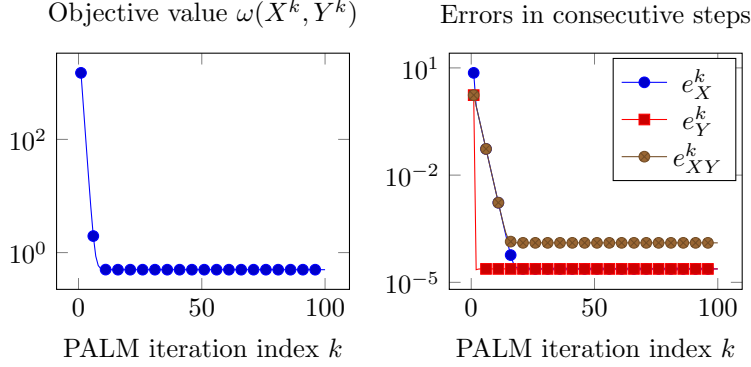 Objective value ω(X^k, Y^k)
10^2
10^0
0
50
100
PALM iteration index k
Errors in consecutive steps
10^1
10^−2
10^−5
e_X^k
e_Y^k
e_XY^k
0
50
100
PALM iteration index k